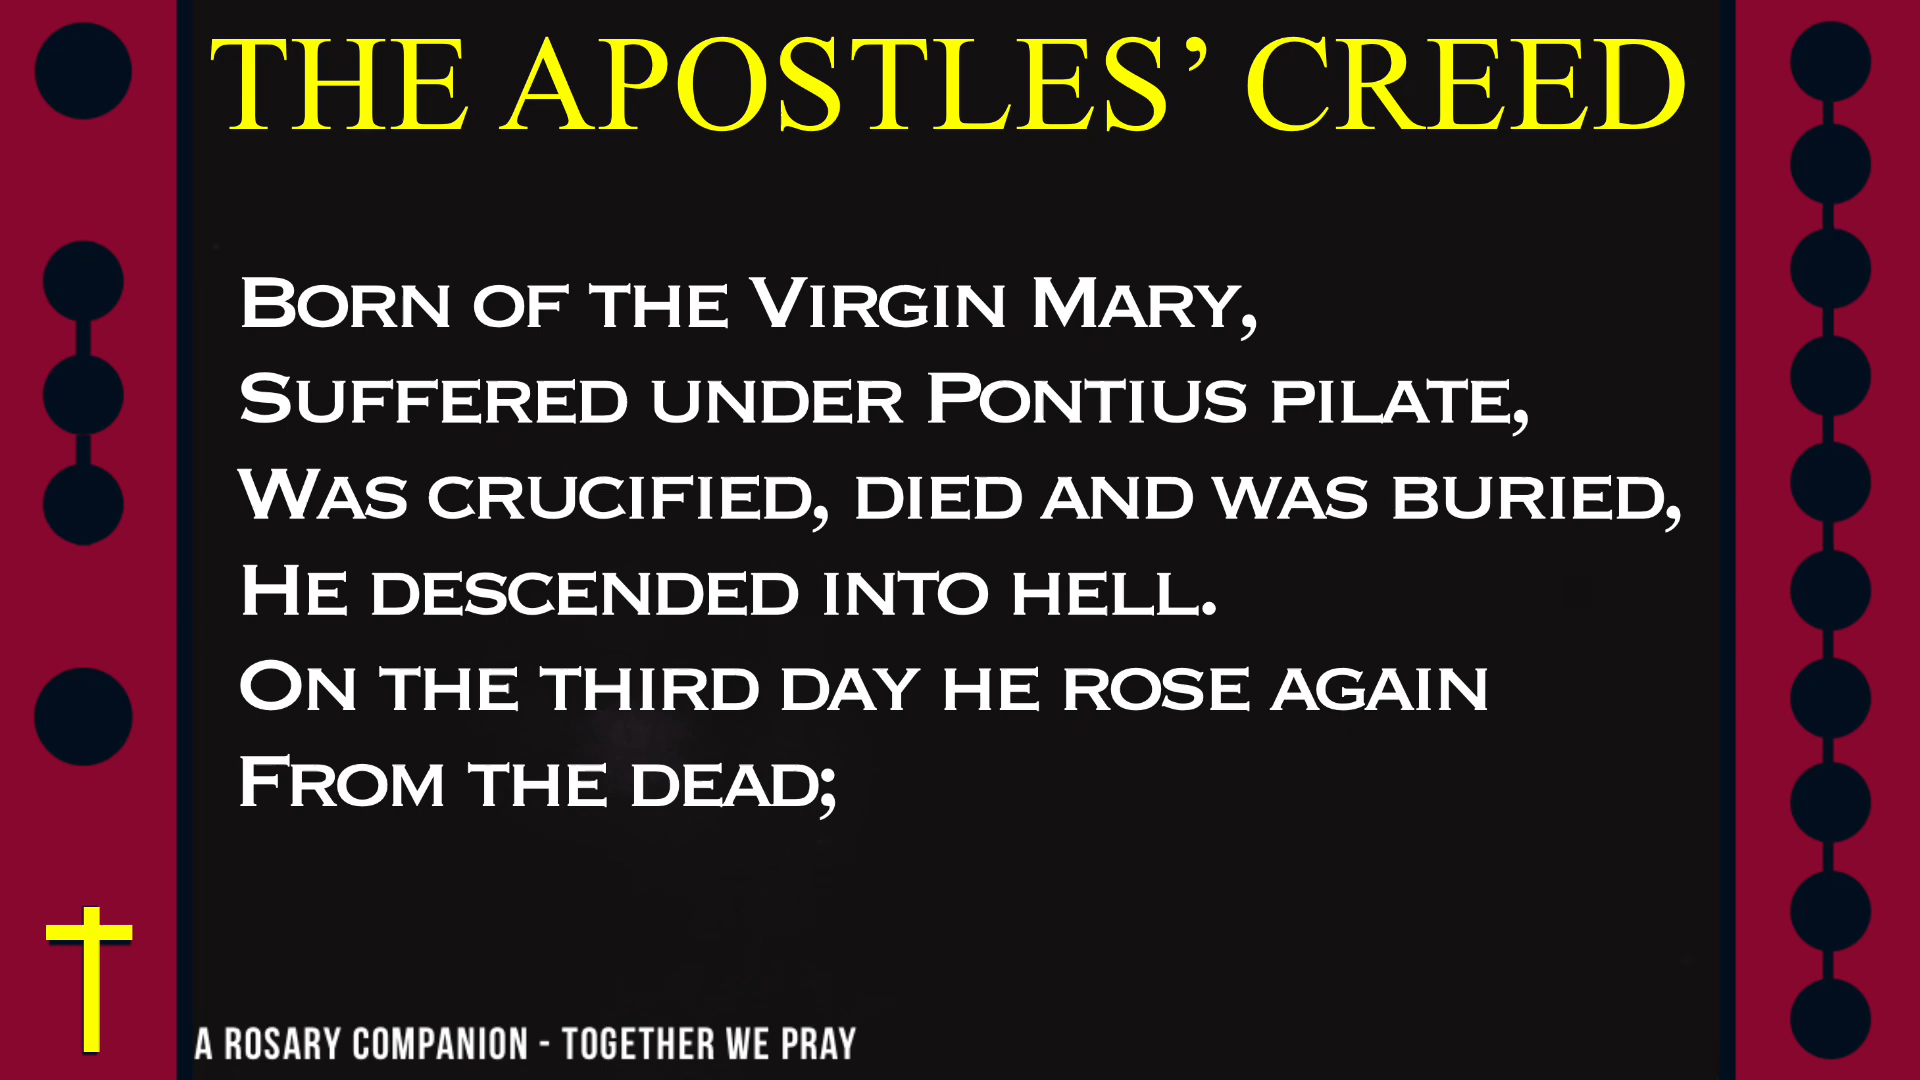 THE APOSTLES’ CREED
Born of the Virgin Mary,
Suffered under Pontius pilate,
Was crucified, died and was buried,
He descended into hell.
On the third day he rose again
From the dead;
A ROSARY COMPANION - TOGETHER WE PRAY